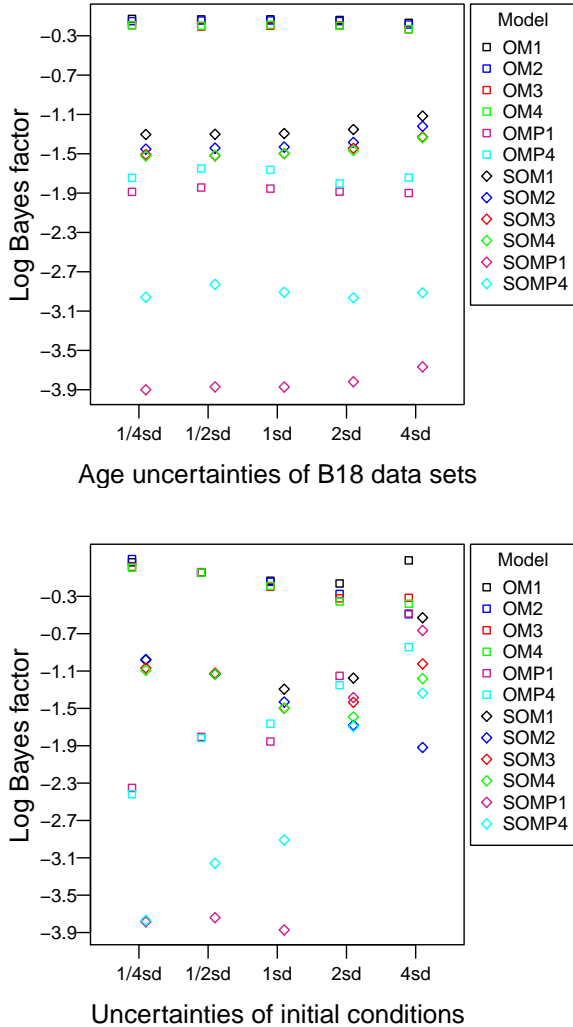 Log Bayes factor
−0.3
−0.7
−1.1
−1.5
−1.9
−2.3
−2.7
−3.1
−3.5
−3.9
1/4sd 1/2sd 1sd 2sd 4sd
Age uncertainties of B18 data sets
Model
OM1
OM2
OM3
OM4
OMP1
OMP4
SOM1
SOM2
SOM3
SOM4
SOMP1
SOMP4
Log Bayes factor
−0.3
−0.7
−1.1
−1.5
−1.9
−2.3
−2.7
−3.1
−3.5
−3.9
1/4sd 1/2sd 1sd 2sd 4sd
Uncertainties of initial conditions
Model
OM1
OM2
OM3
OM4
OMP1
OMP4
SOM1
SOM2
SOM3
SOM4
SOMP1
SOMP4